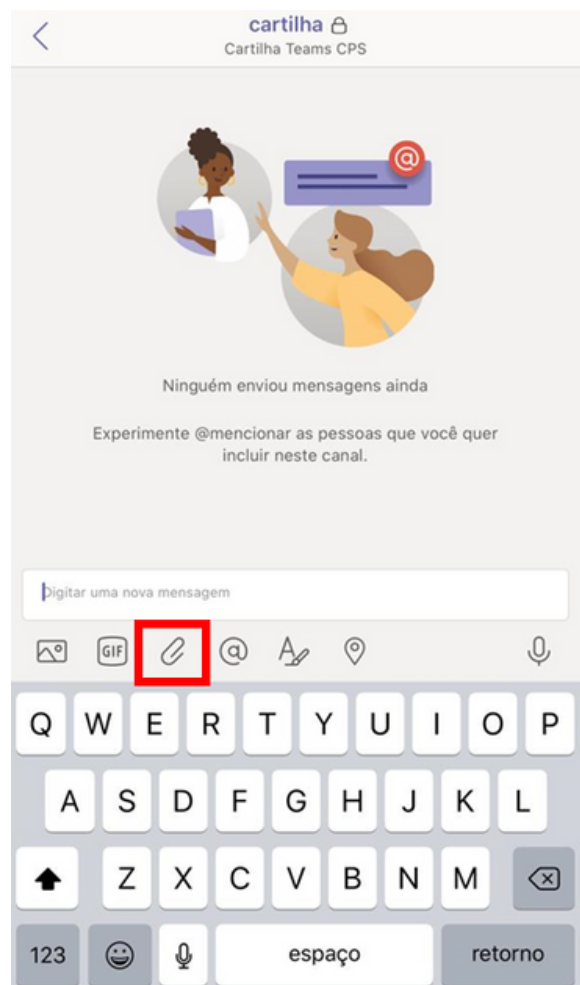 cartilha
Cartilha Teams CPS
@
Ninguém enviou mensagens ainda
Experimente @mencionar as pessoas que você quer
incluir neste canal.
Digitar uma nova mensagem
GIF @ A
Q W E R T Y U I O P
A S D F G H J K L
Z X C V B N M
123 espaço retorno